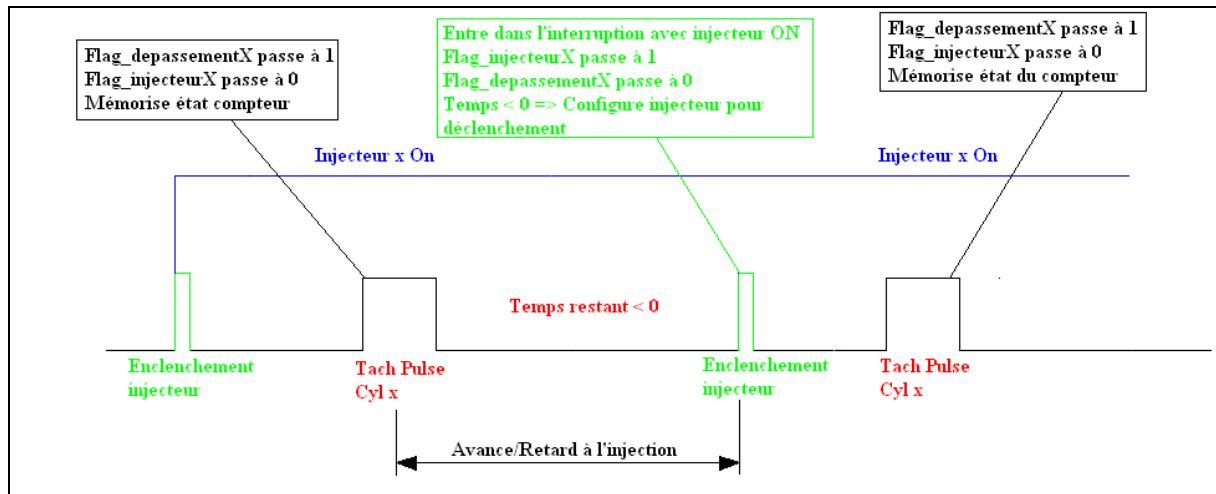 Flag_depassementX passe à 1
Flag_injecteurX passe à 0
Mémorise état compteur
Entre dans l'interruption avec injecteur ON
Flag_injecteurX passe à 1
Flag_depassementX passe à 0
Temps < 0 => Configure injecteur pour
déclenchement
Flag_depassementX passe à 1
Flag_injecteurX passe à 0
Mémorise état du compteur
Injecteur x On
Injecteur x On
Temps restant < 0
Enclenchement
injecteur
Tach Pulse
Cyl x
Enclenchement
injecteur
Tach Pulse
Cyl x
Avance/Retard à l'injection